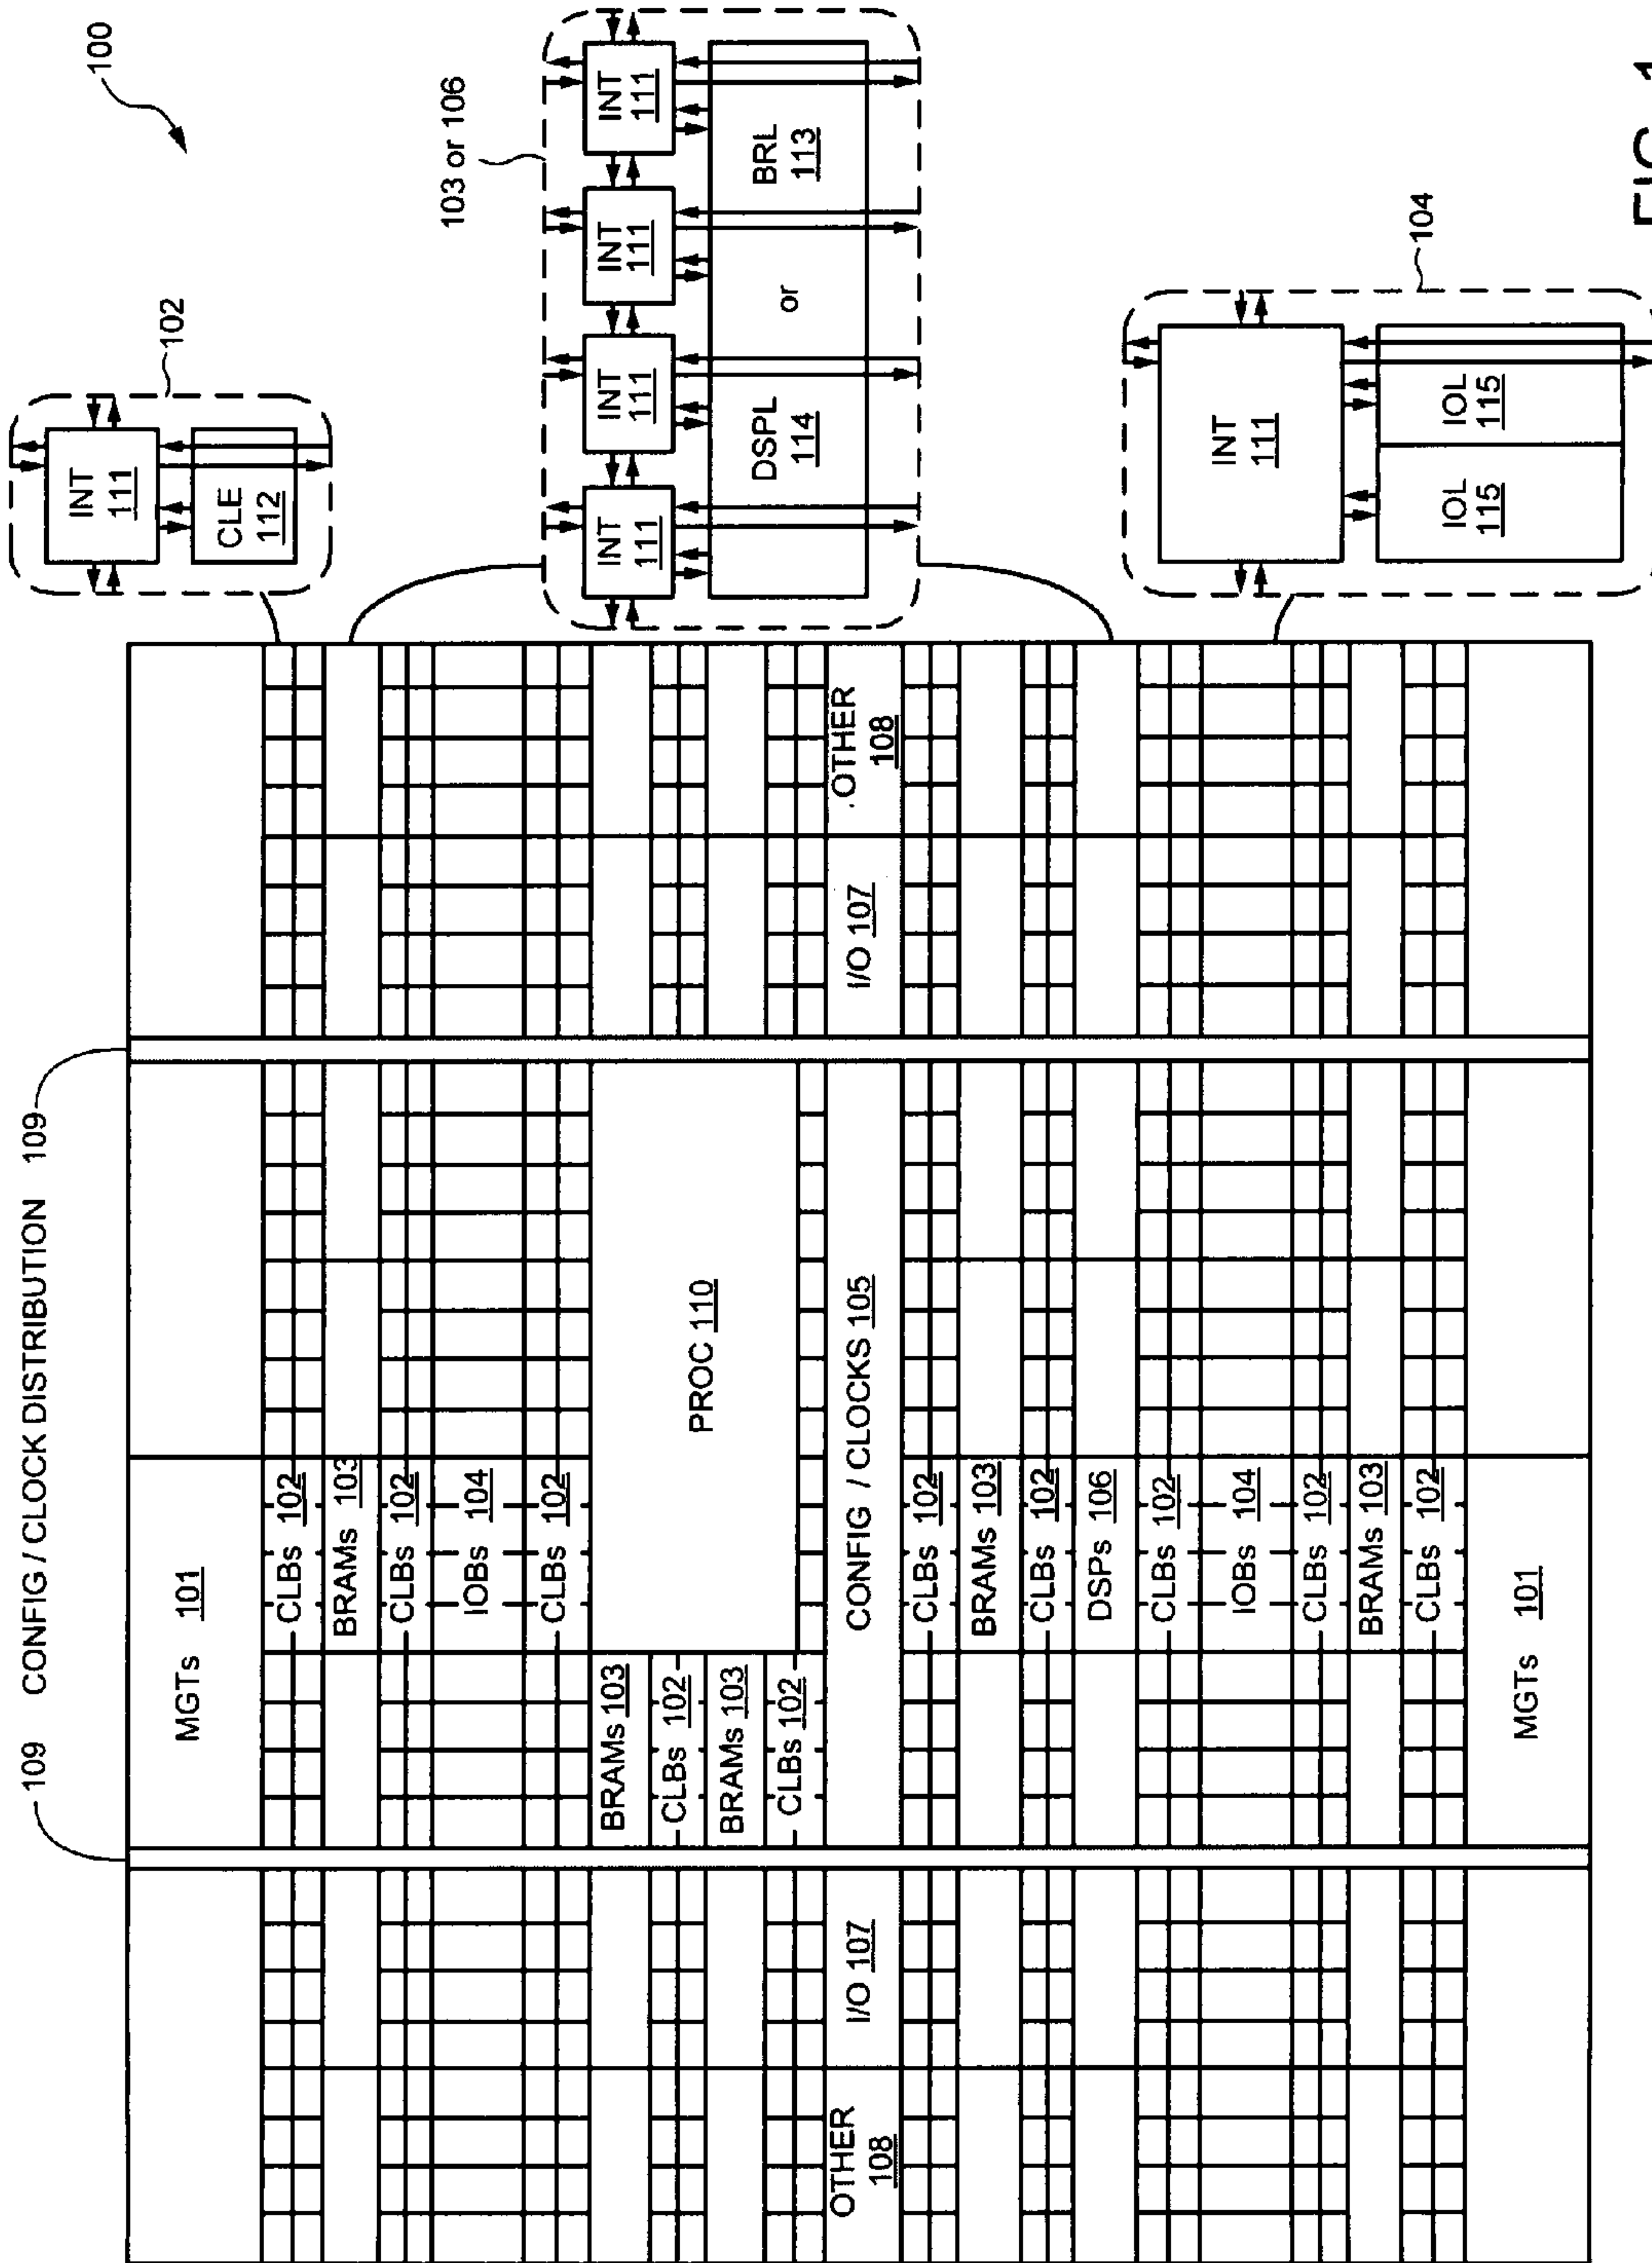 109 CONFIG / CLOCK DISTRIBUTION 109
100
MGTs 101
CLBs 102
BRAMs 103
CLBs 102
IOBs 104
CLBs 102
BRAMs 103
CLBs 102
BRAMs 103
CLBs 102
PROC 110
OTHER
108
I/O 107
CONFIG / CLOCKS 105
I/O 107
OTHER
108
CLBs 102
BRAMs 103
CLBs 102
DSPs 106
CLBs 102
IOBs 104
CLBs 102
BRAMs 103
CLBs 102
MGTs 101
102
INT
111
CLE
112
103 or 106
INT
111
INT
111
INT
111
INT
111
DSPL
114
or
BRL
113
104
INT
111
IOL
115
IOL
115
FIG. 1